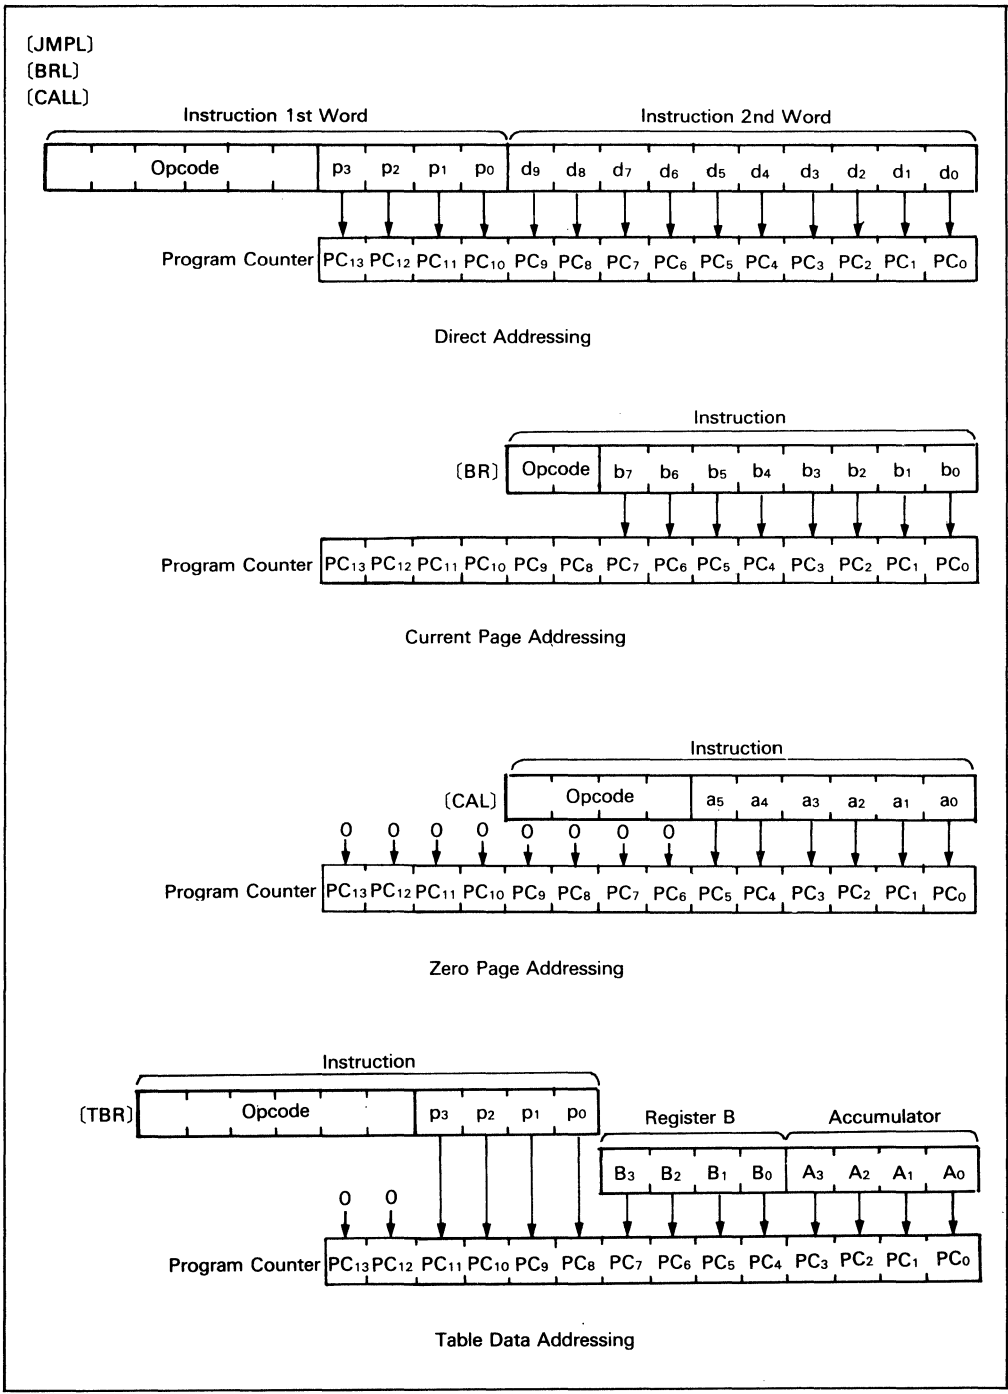 [JMPL]
[BRL]
[CALL]
Instruction 1st Word Instruction 2nd Word
Opcode p3 p2 p1 p0 d9 d8 d7 d6 d5 d4 d3 d2 d1 d0
Program Counter PC13 PC12 PC11 PC10 PC9 PC8 PC7 PC6 PC5 PC4 PC3 PC2 PC1 PC0
Direct Addressing
Instruction
[BR] Opcode b7 b6 b5 b4 b3 b2 b1 b0
Program Counter PC13 PC12 PC11 PC10 PC9 PC8 PC7 PC6 PC5 PC4 PC3 PC2 PC1 PC0
Current Page Addressing
Instruction
[CAL] Opcode a5 a4 a3 a2 a1 a0
0 0 0 0 0 0 0 0
Program Counter PC13 PC12 PC11 PC10 PC9 PC8 PC7 PC6 PC5 PC4 PC3 PC2 PC1 PC0
Zero Page Addressing
Instruction
[TBR] Opcode p3 p2 p1 p0
Register B Accumulator
B3 B2 B1 B0 A3 A2 A1 A0
0 0
Program Counter PC13 PC12 PC11 PC10 PC9 PC8 PC7 PC6 PC5 PC4 PC3 PC2 PC1 PC0
Table Data Addressing